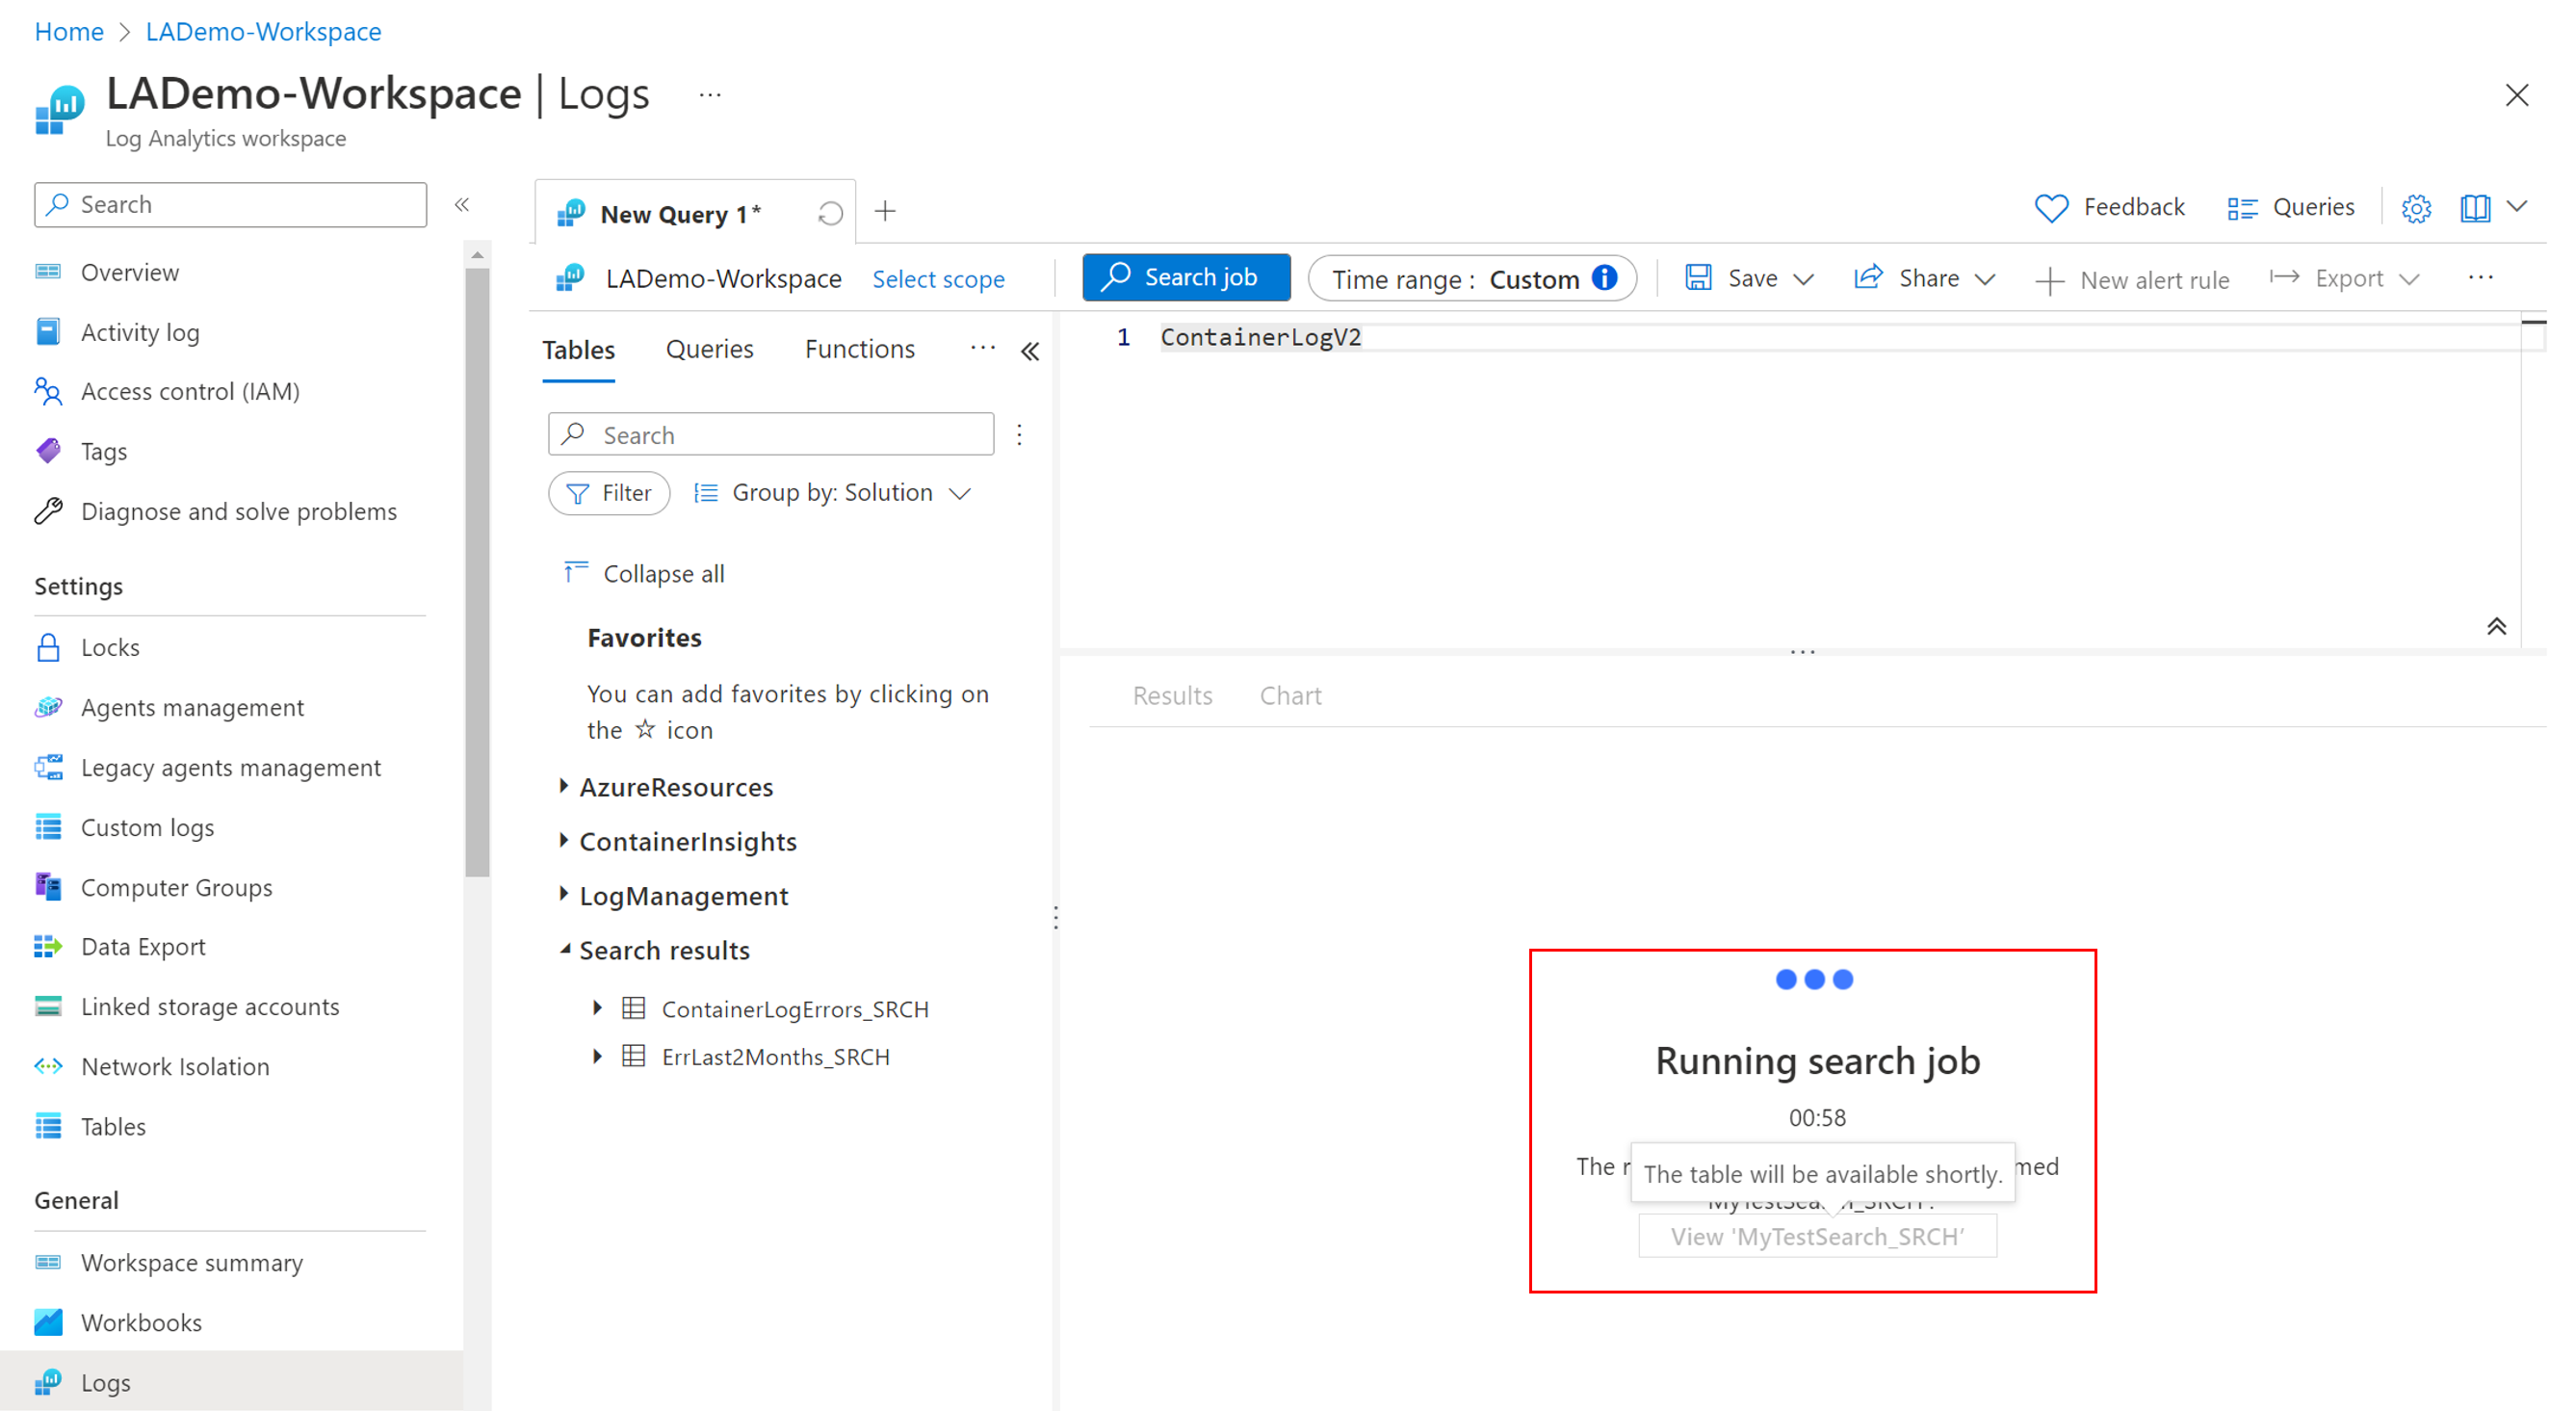 Home > LADemo-Workspace
LADemo-Workspace | Logs ...
Log Analytics workspace
Search
Overview
Activity log
Access control (IAM)
Tags
Diagnose and solve problems
Settings
Locks
Agents management
Legacy agents management
Custom logs
Computer Groups
Data Export
Linked storage accounts
Network Isolation
Tables
General
Workspace summary
Workbooks
Logs
New Query 1*
Feedback
Queries
LADemo-Workspace Select scope
Search job
Time range : Custom
Save
Share
New alert rule
Export
Tables Queries Functions
Search
Filter
Group by: Solution
Collapse all
Favorites
You can add favorites by clicking on
the ☆ icon
AzureResources
ContainerInsights
LogManagement
Search results
ContainerLogErrors_SRCH
ErrLast2Months_SRCH
1 ContainerLogV2
Results Chart
Running search job
00:58
The
The table will be available shortly.
MyTestSearch_SRCH'.
View 'MyTestSearch_SRCH'